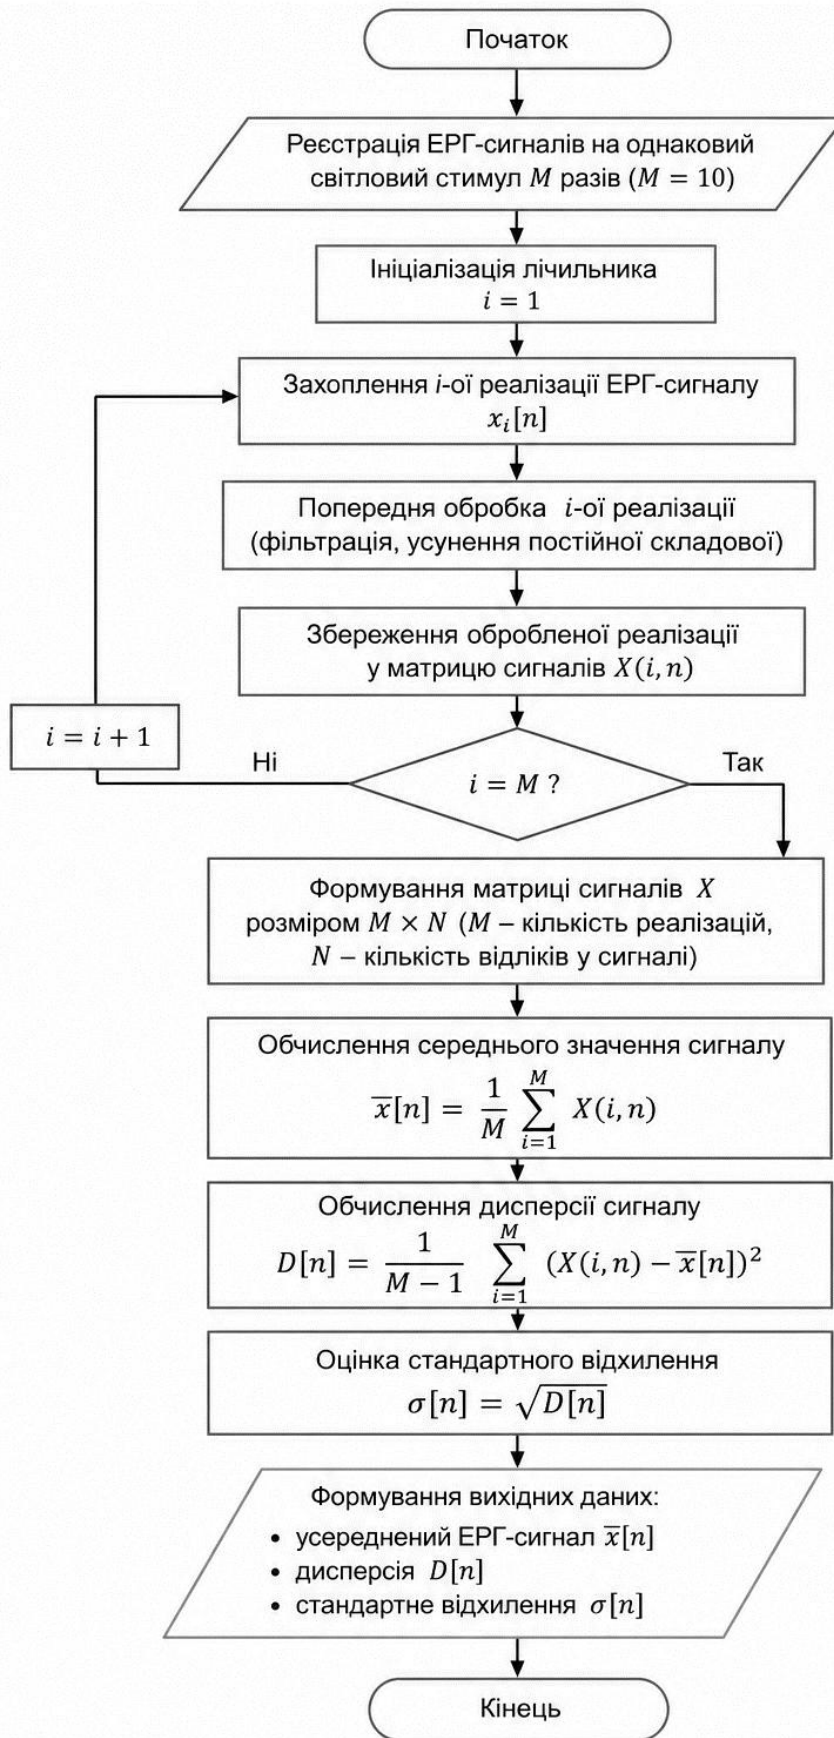 Початок
Реєстрація ЕРГ-сигналів на однаковий
світловий стимул M разів (M = 10)
Ініціалізація лічильника
i = 1
Захоплення i-ої реалізації ЕРГ-сигналу
xᵢ[n]
Попередня обробка i-ої реалізації
(фільтрація, усунення постійної складової)
Збереження обробленої реалізації
у матрицю сигналів X(i, n)
i = i + 1
Ні
i = M ?
Так
Формування матриці сигналів X
розміром M × N (M – кількість реалізацій,
N – кількість відліків у сигналі)
Обчислення середнього значення сигналу
x̅[n] = 1/M ∑_{i=1}^{M} X(i, n)
Обчислення дисперсії сигналу
D[n] = 1/(M − 1) ∑_{i=1}^{M} (X(i, n) − x̅[n])²
Оцінка стандартного відхилення
σ[n] = √D[n]
Формування вихідних даних:
• усереднений ЕРГ-сигнал x̅[n]
• дисперсія D[n]
• стандартне відхилення σ[n]
Кінець